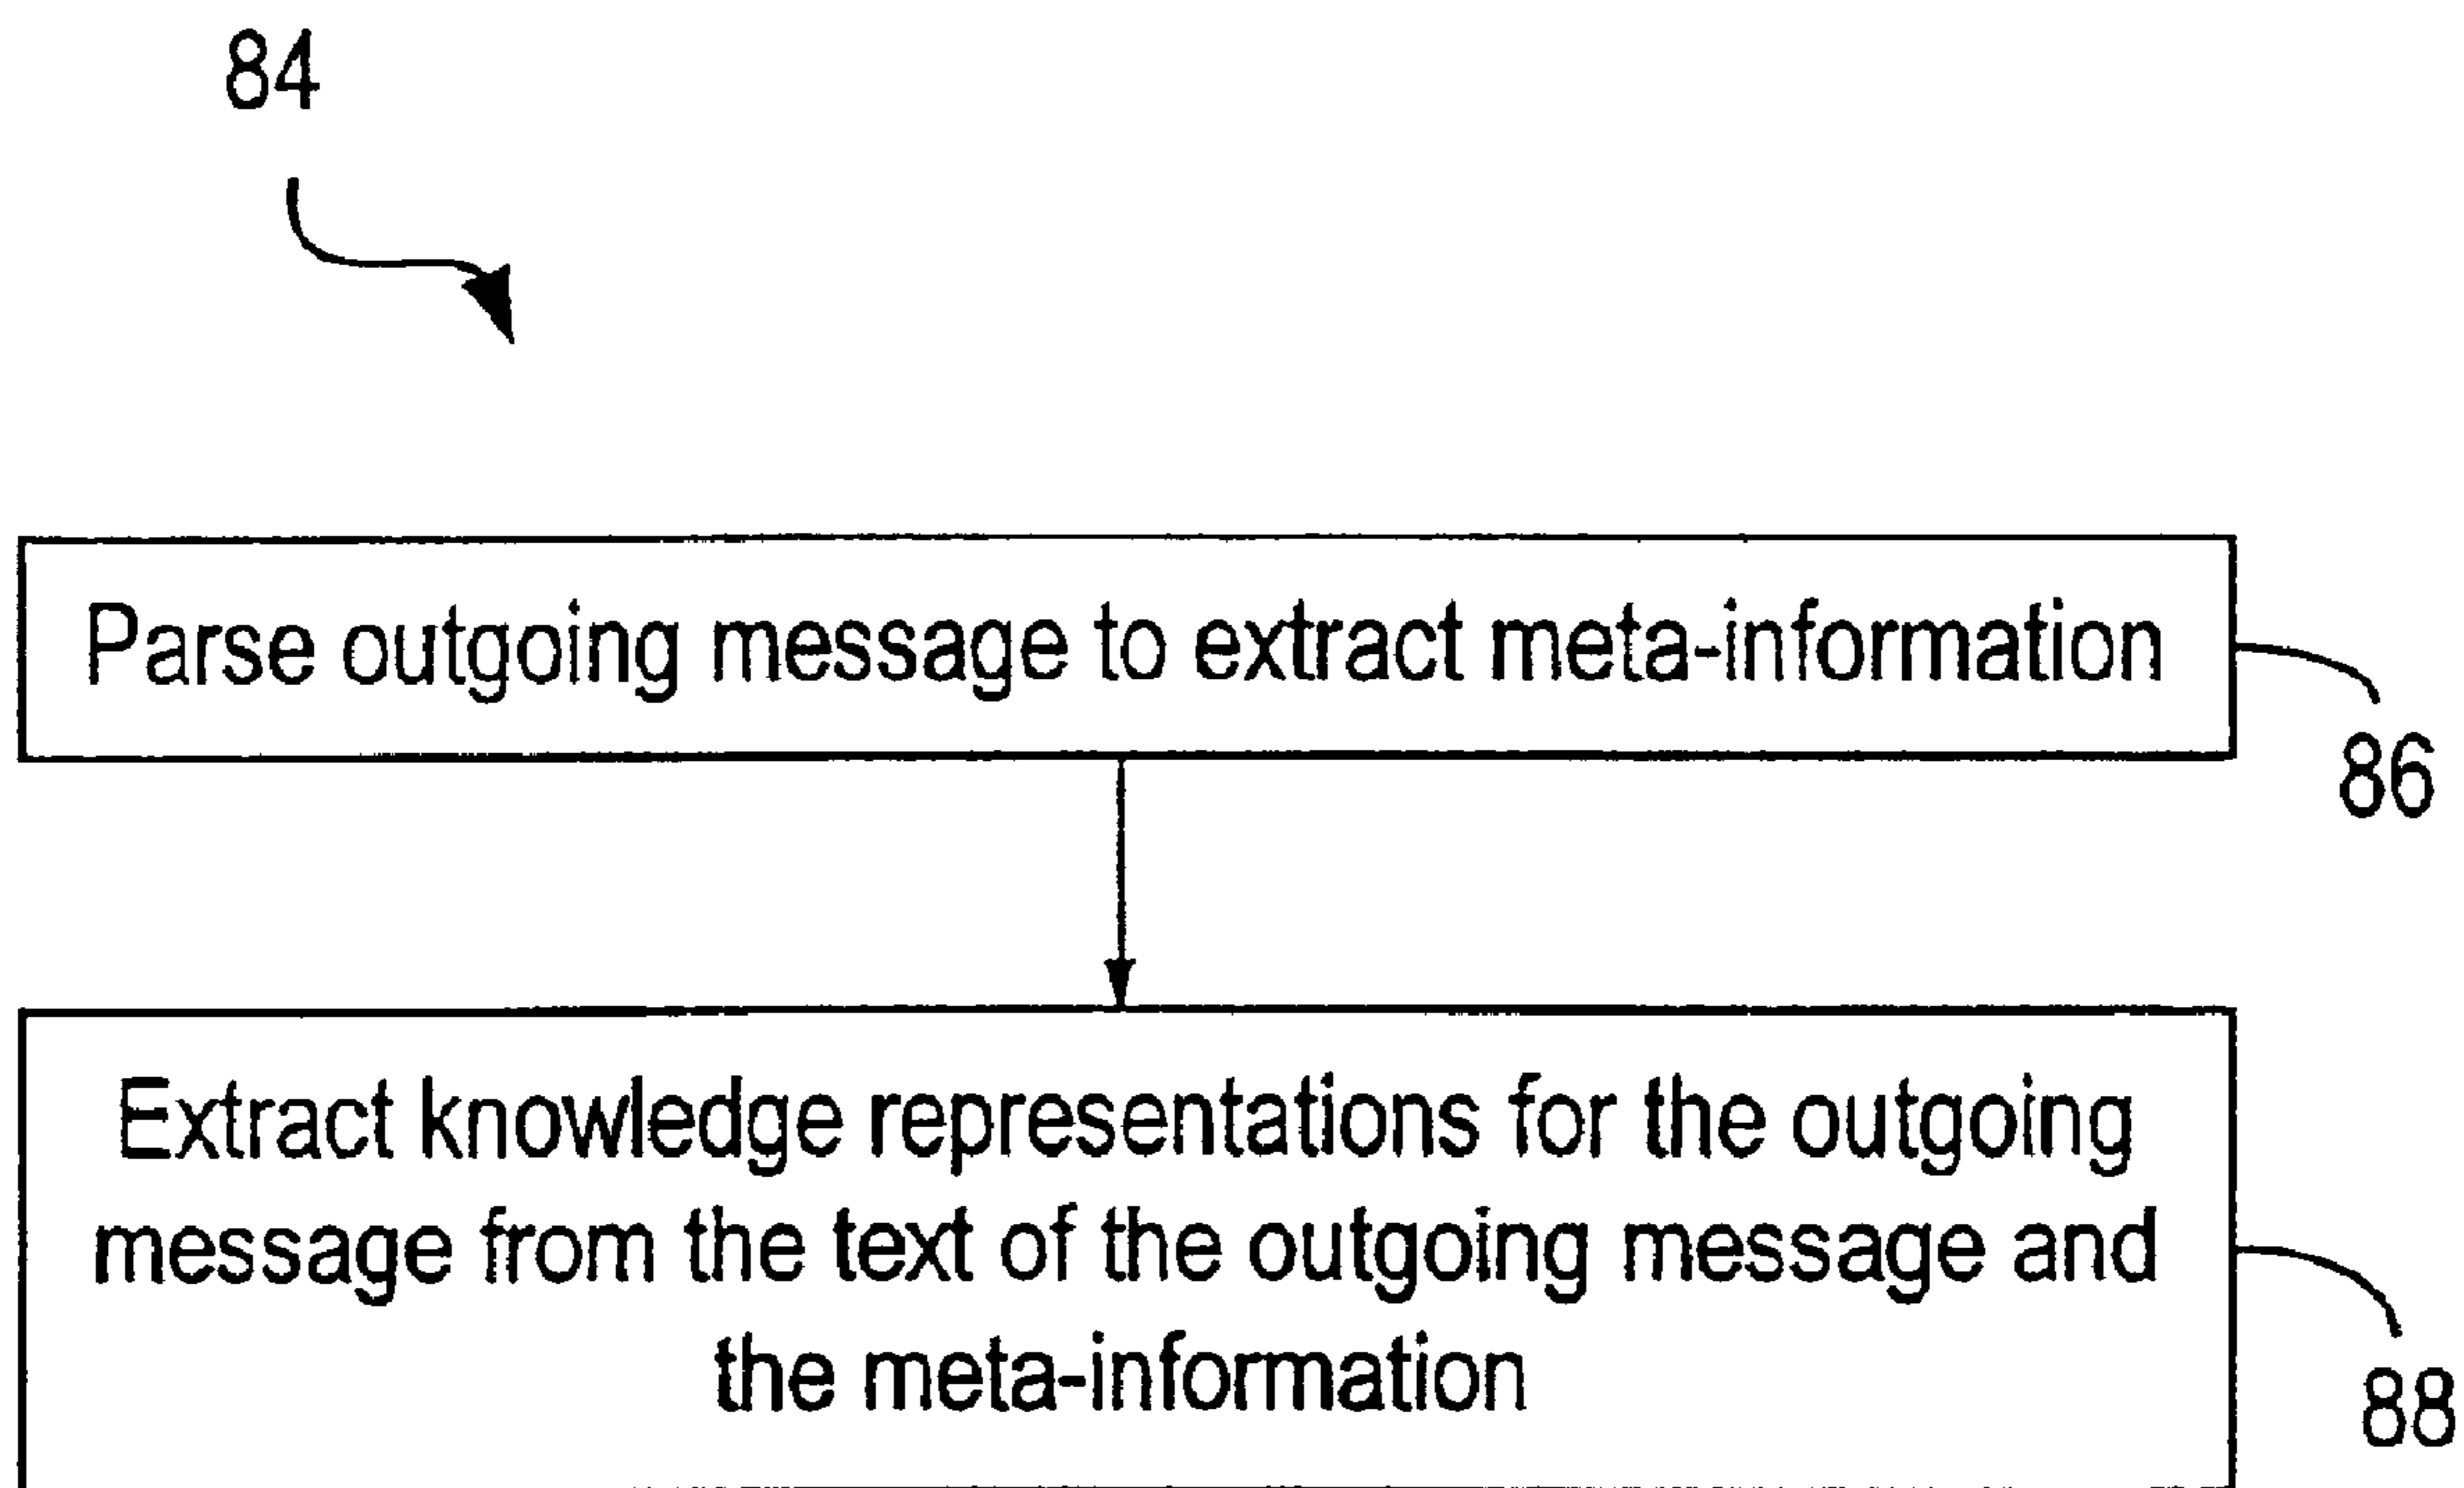 84
Parse outgoing message to extract meta-information
86
Extract knowledge representations for the outgoing
message from the text of the outgoing message and
the meta-information
88